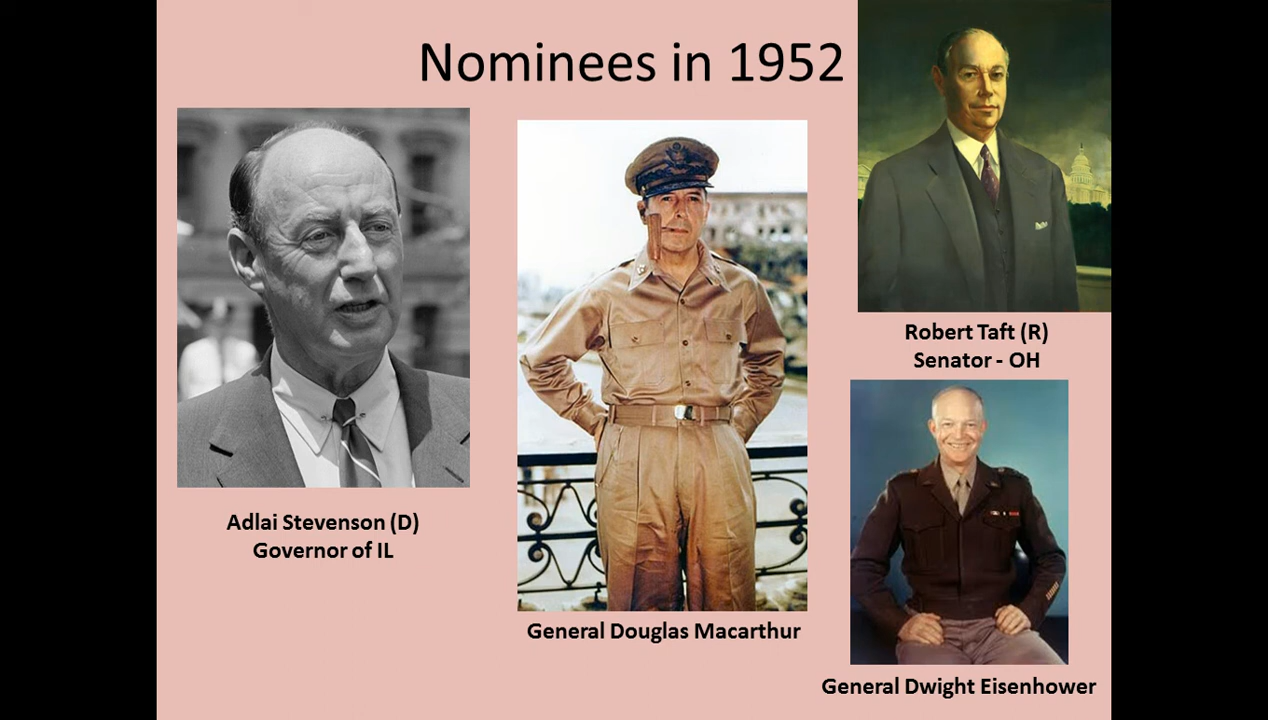 Nominees in 1952
Adlai Stevenson (D)
Governor of IL
General Douglas Macarthur
Robert Taft (R)
Senator - OH
General Dwight Eisenhower